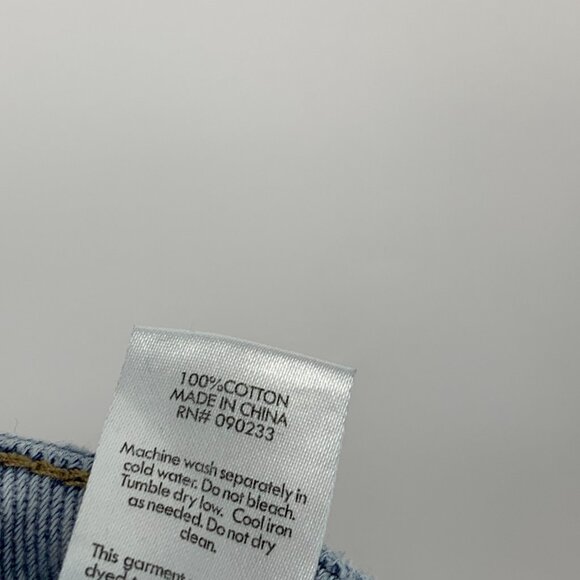 100%COTTON
MADE IN CHINA
RN# 090233
Machine wash separately in
cold water. Do not bleach.
Tumble dry low. Cool iron
as needed. Do not dry
clean.
This garment
dyed